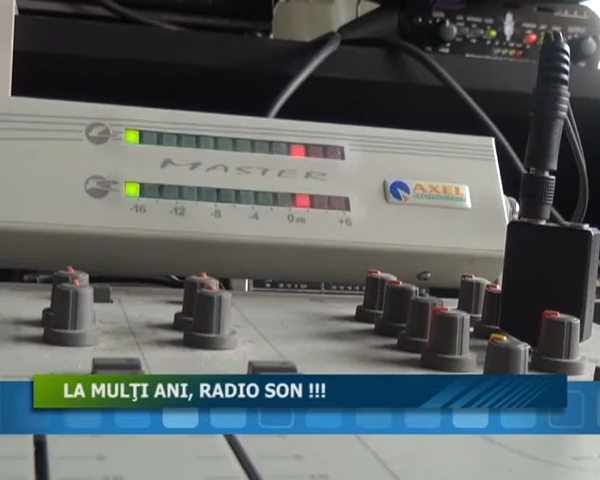 MASTER
-16 -12 -8 -4 0dB +6
AXEL
LA MULŢI ANI, RADIO SON !!!